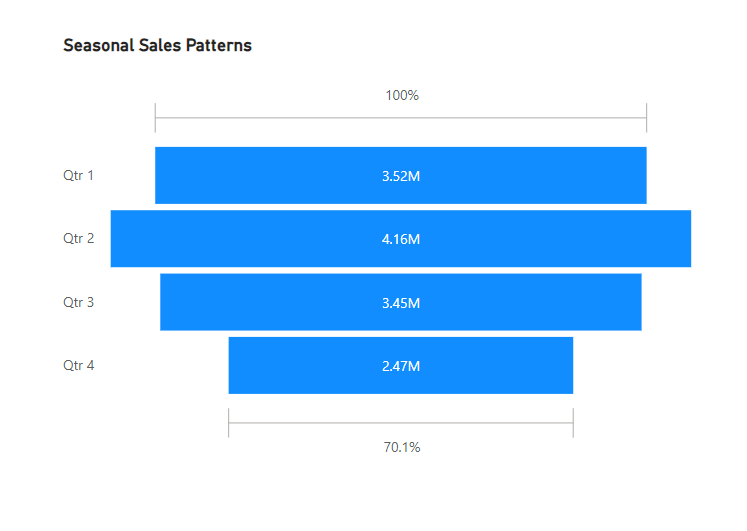 Seasonal Sales Patterns
100%
Qtr 1 3.52M
Qtr 2 4.16M
Qtr 3 3.45M
Qtr 4 2.47M
70.1%